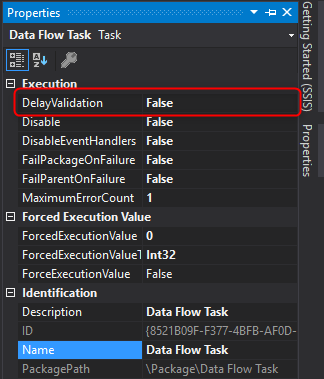 Properties
Data Flow Task Task
Execution
DelayValidation False
Disable False
DisableEventHandlers False
FailPackageOnFailure False
FailParentOnFailure False
MaximumErrorCount 1
Forced Execution Value
ForcedExecutionValue 0
ForcedExecutionValueT Int32
ForceExecutionValue False
Identification
Description Data Flow Task
ID {8521B09F-F377-4BFB-AF0D-
Name Data Flow Task
PackagePath \Package\Data Flow Task
Getting Started (SSIS)
Properties